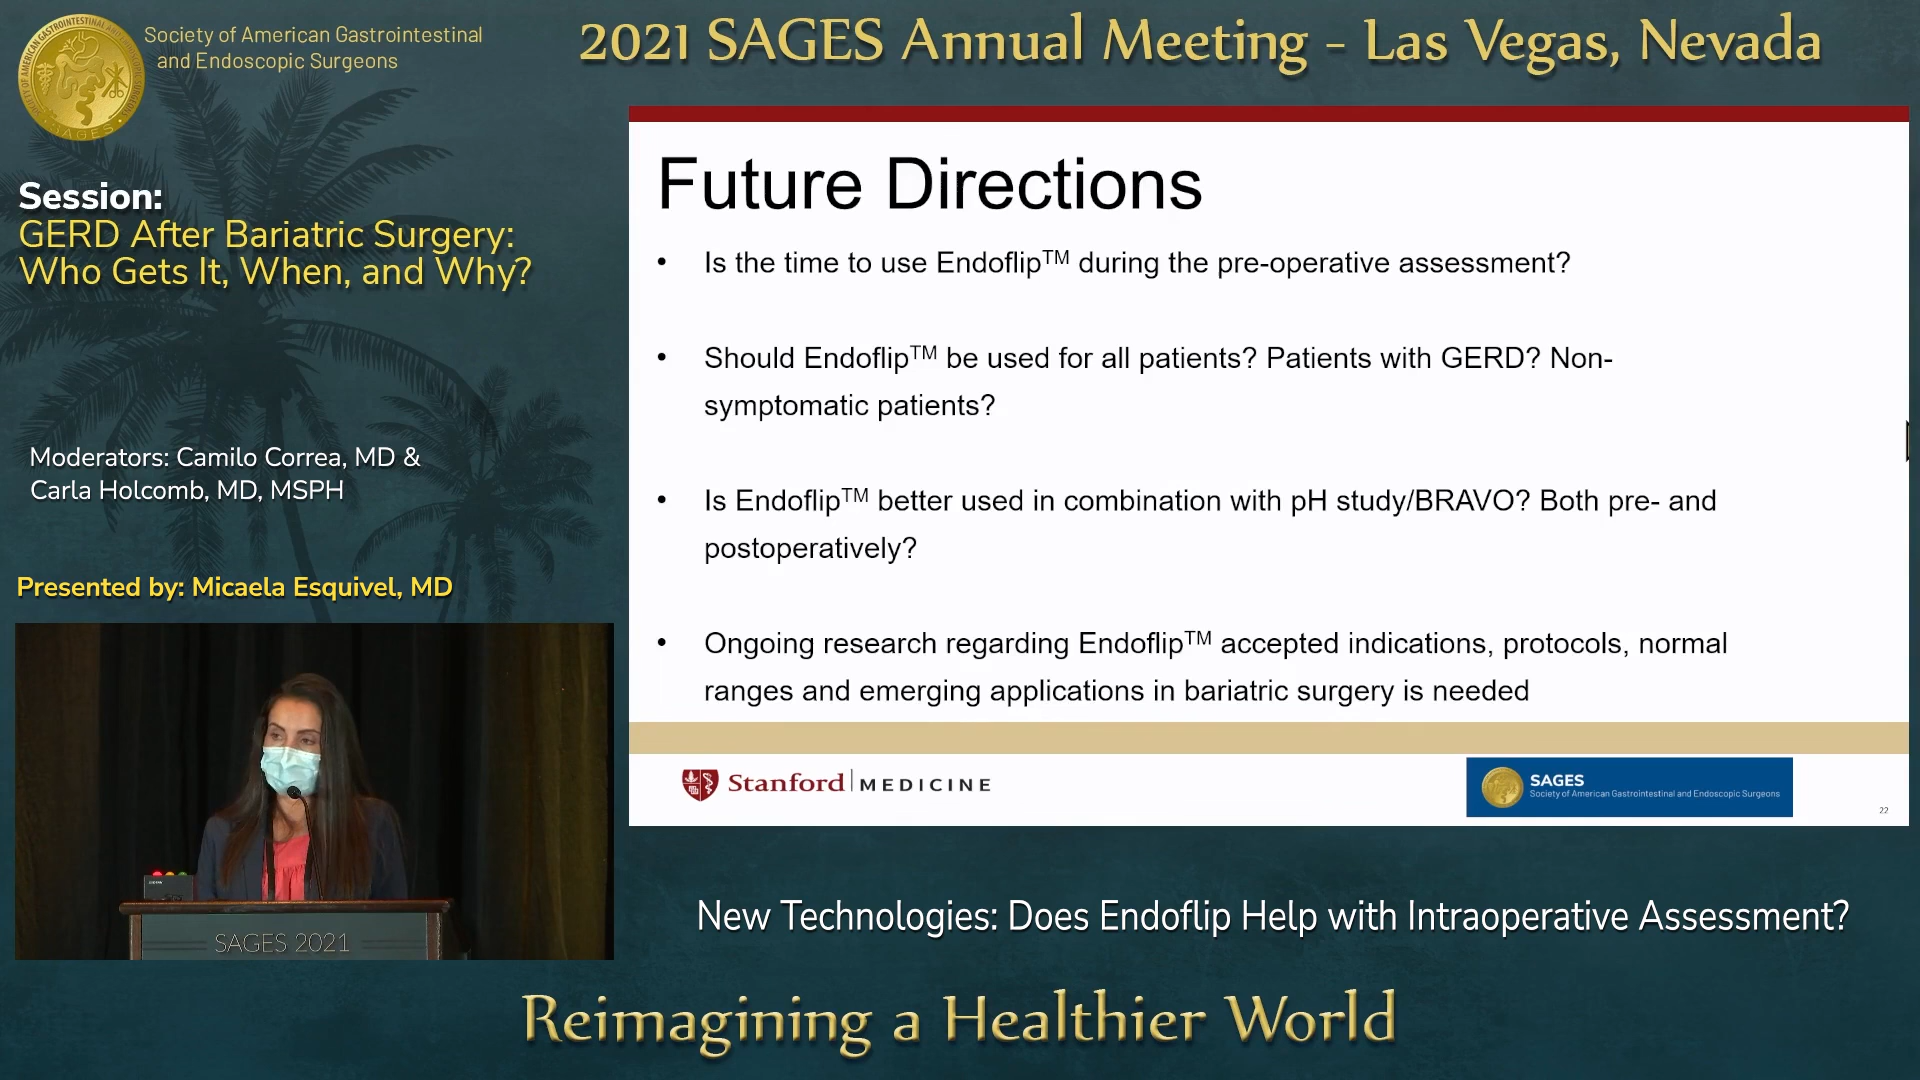 Society of American Gastrointestinal
and Endoscopic Surgeons
2021 SAGES Annual Meeting - Las Vegas, Nevada
Session:
GERD After Bariatric Surgery:
Who Gets It, When, and Why?
Moderators: Camilo Correa, MD &
Carla Holcomb, MD, MSPH
Presented by: Micaela Esquivel, MD
SAGES 2021
Future Directions
• Is the time to use Endoflip™ during the pre-operative assessment?
• Should Endoflip™ be used for all patients? Patients with GERD? Non-
symptomatic patients?
• Is Endoflip™ better used in combination with pH study/BRAVO? Both pre- and
postoperatively?
• Ongoing research regarding Endoflip™ accepted indications, protocols, normal
ranges and emerging applications in bariatric surgery is needed
Stanford MEDICINE
SAGES
Society of American Gastrointestinal and Endoscopic Surgeons
22
New Technologies: Does Endoflip Help with Intraoperative Assessment?
Reimagining a Healthier World